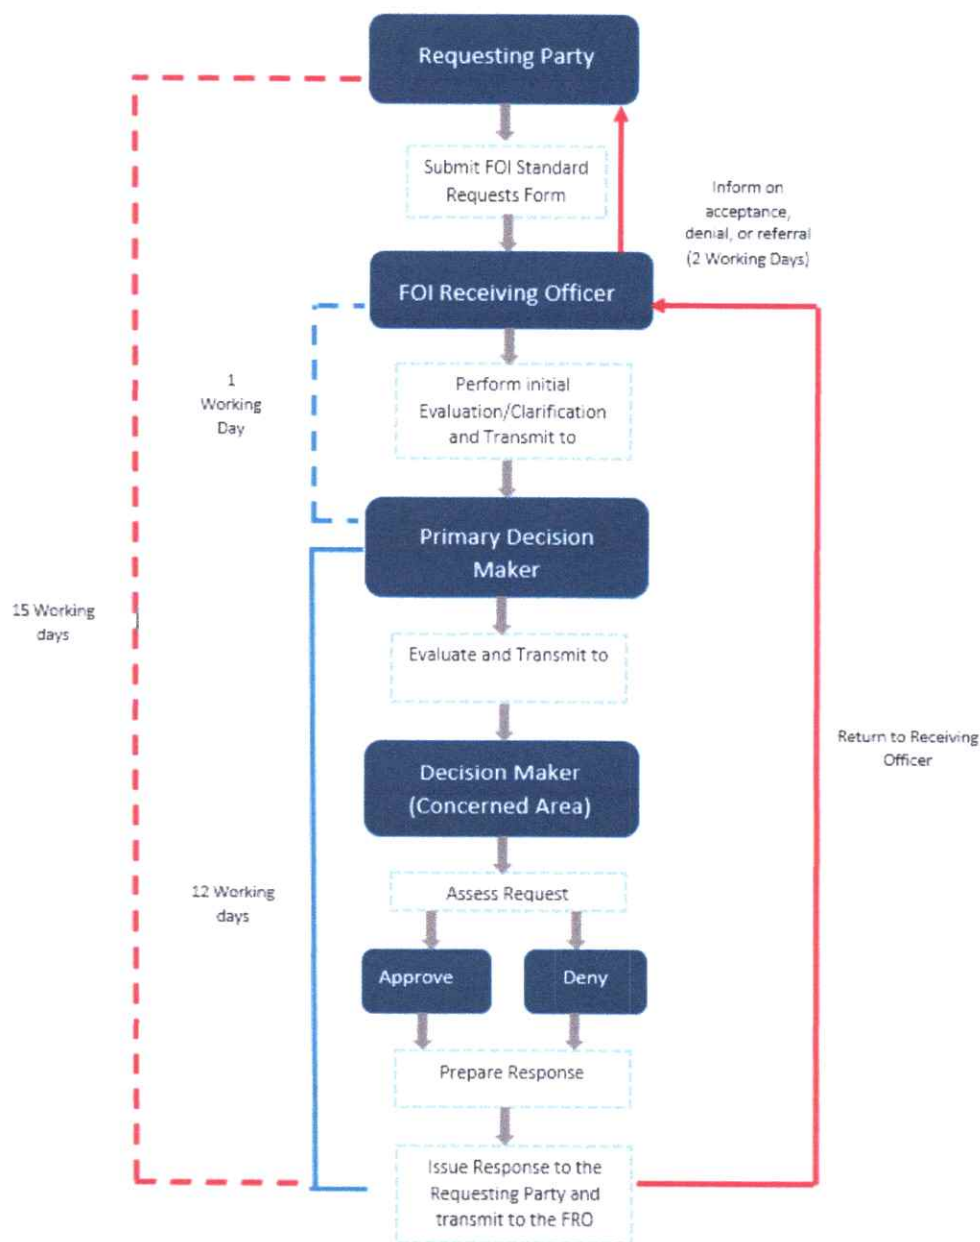 Requesting Party
Submit FOI Standard
Requests Form
Inform on
acceptance,
denial, or referral
(2 Working Days)
FOI Receiving Officer
1
Working
Day
Perform initial
Evaluation/Clarification
and Transmit to
Primary Decision
Maker
15 Working
days
Evaluate and Transmit to
Return to Receiving
Officer
Decision Maker
(Concerned Area)
12 Working
days
Assess Request
Approve
Deny
Prepare Response
Issue Response to the
Requesting Party and
transmit to the FRO